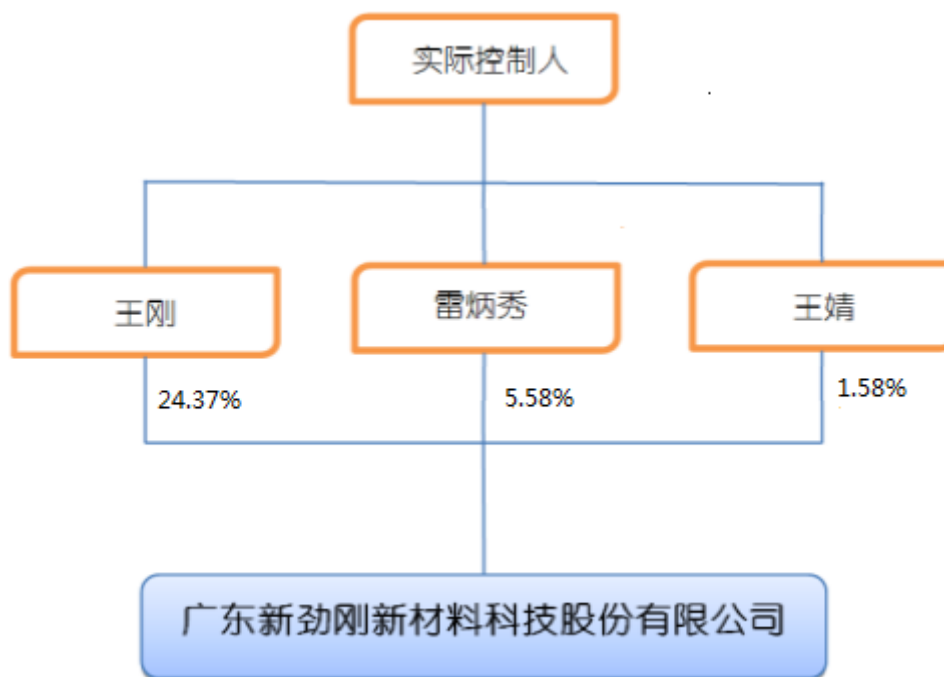 实际控制人
王刚
雷炳秀
王婧
24.37%
5.58%
1.58%
广东新劲刚新材料科技股份有限公司